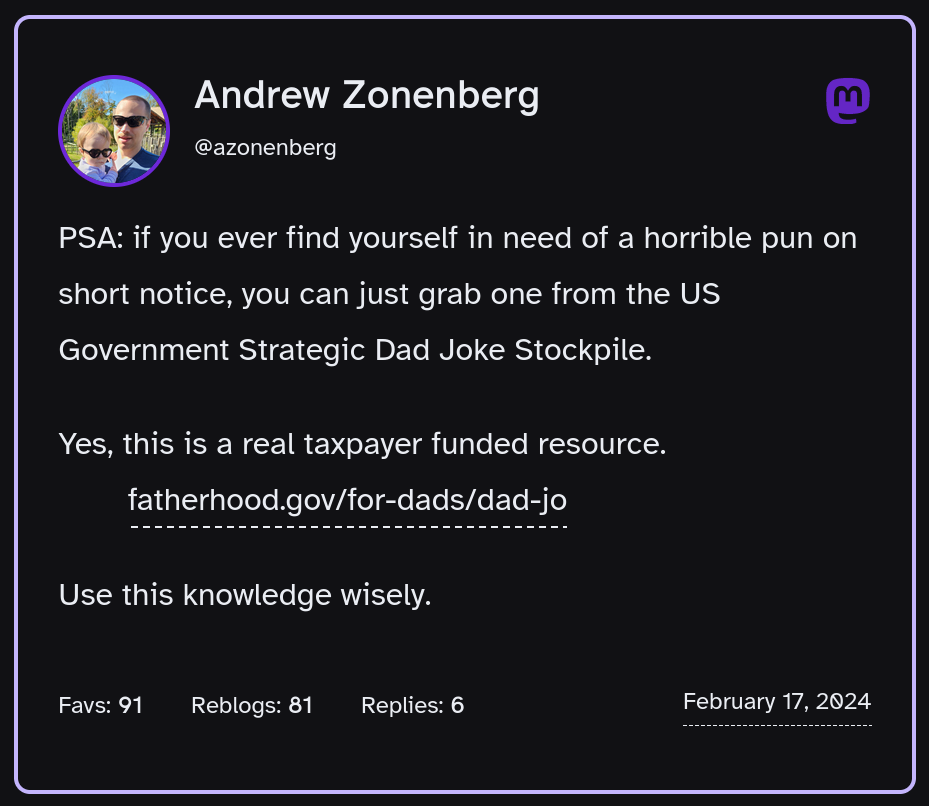 Andrew Zonenberg
@azonenberg
PSA: if you ever find yourself in need of a horrible pun on
short notice, you can just grab one from the US
Government Strategic Dad Joke Stockpile.
Yes, this is a real taxpayer funded resource.
fatherhood.gov/for-dads/dad-jo
Use this knowledge wisely.
Favs: 91 Reblogs: 81 Replies: 6 February 17, 2024